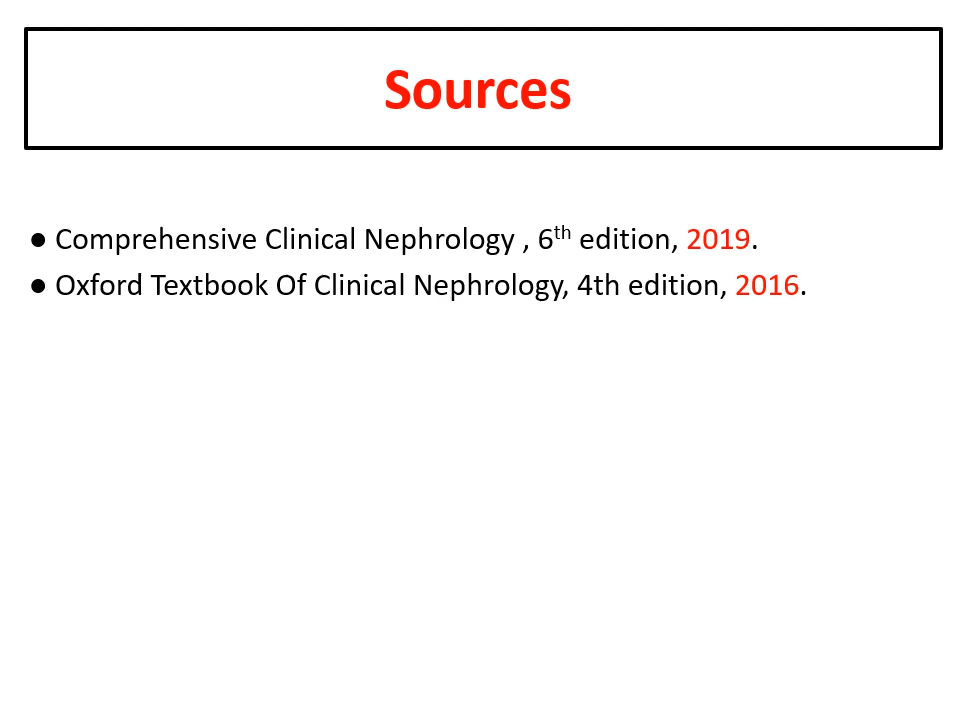 Sources
● Comprehensive Clinical Nephrology , 6th edition, 2019.
● Oxford Textbook Of Clinical Nephrology, 4th edition, 2016.